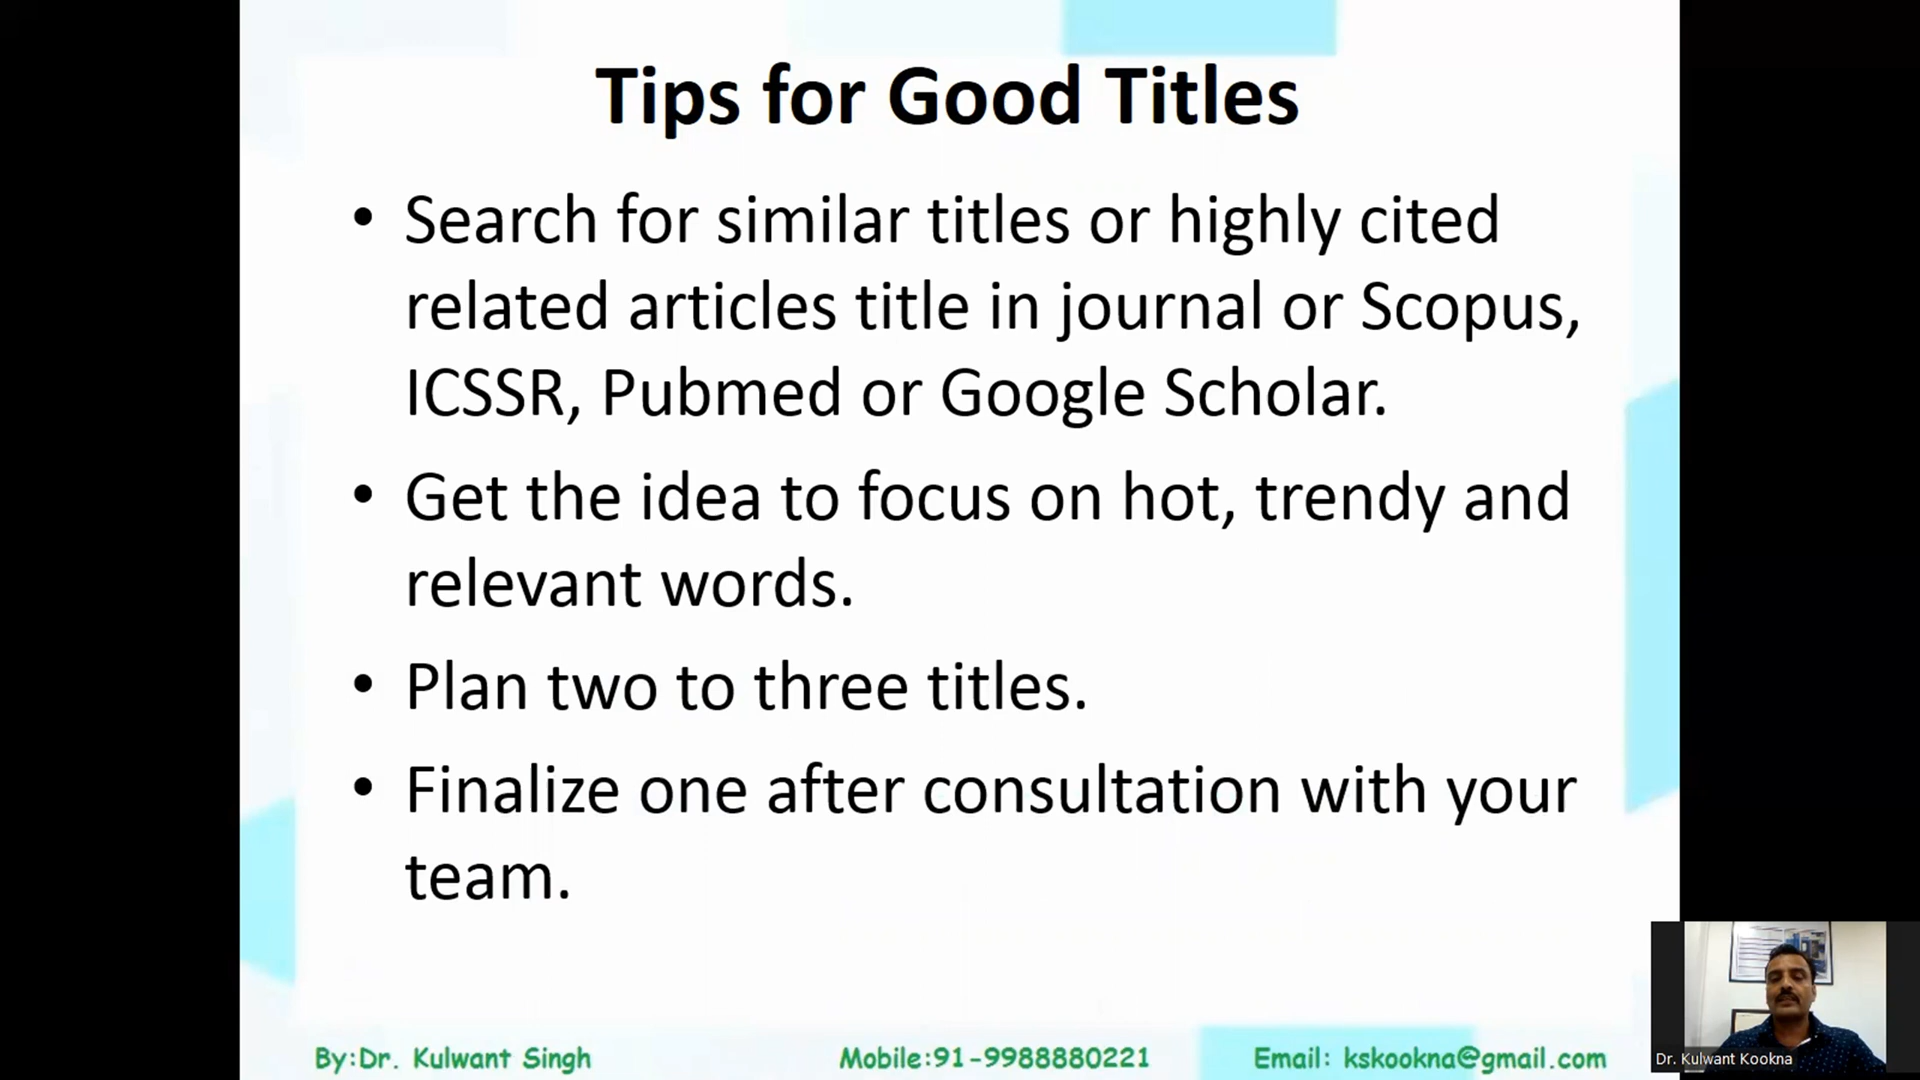 Tips for Good Titles
• Search for similar titles or highly cited
related articles title in journal or Scopus,
ICSSR, Pubmed or Google Scholar.
• Get the idea to focus on hot, trendy and
relevant words.
• Plan two to three titles.
• Finalize one after consultation with your
team.
By:Dr. Kulwant Singh Mobile:91-9988880221 Email: kskookna@gmail.com
Dr. Kulwant Kookna